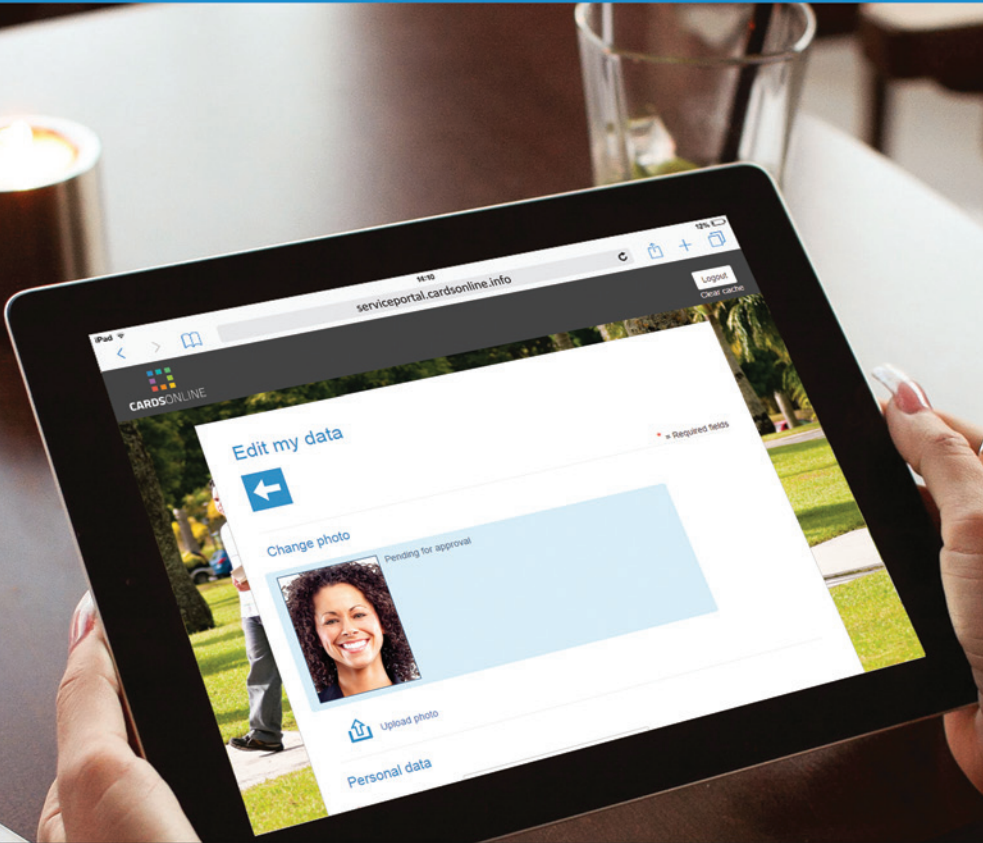 iPad
14:10
12%
serviceportal.cardsonline.info
Logout
Clear cache
CARDSONLINE
Edit my data
* = Required fields
Change photo
Pending for approval
Upload photo
Personal data